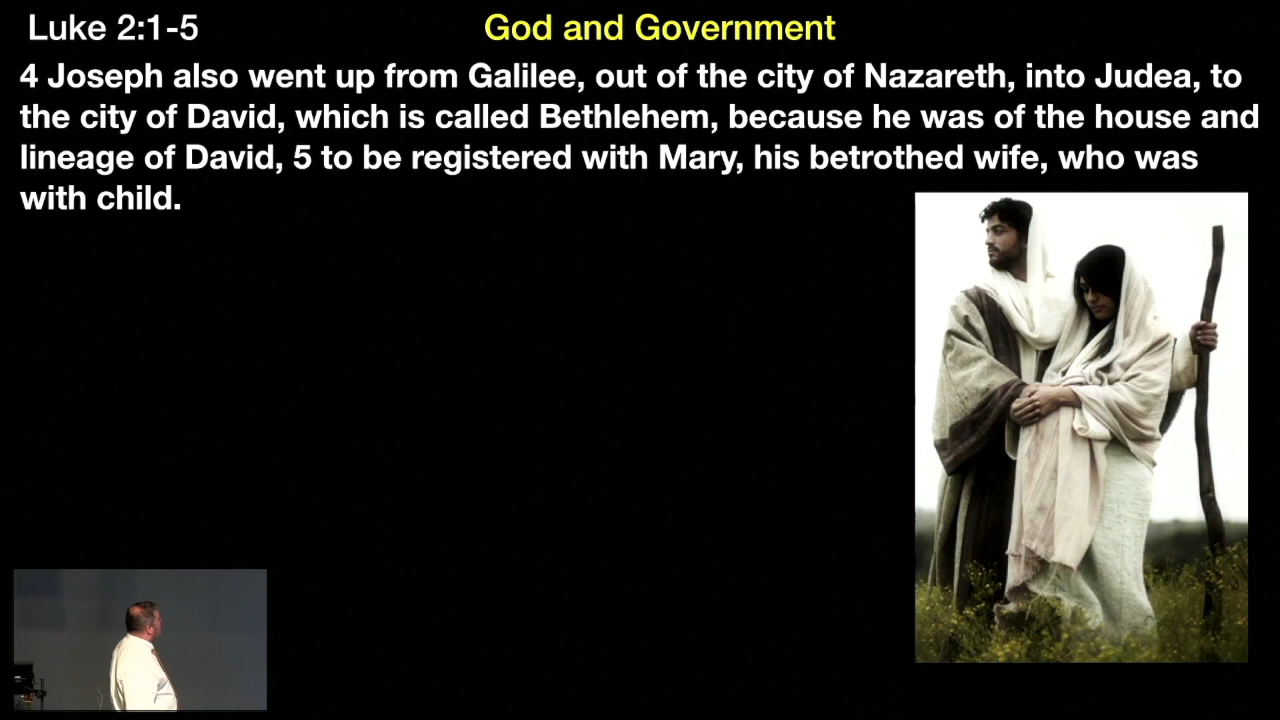 Luke 2:1-5
God and Government
4 Joseph also went up from Galilee, out of the city of Nazareth, into Judea, to
the city of David, which is called Bethlehem, because he was of the house and
lineage of David, 5 to be registered with Mary, his betrothed wife, who was
with child.